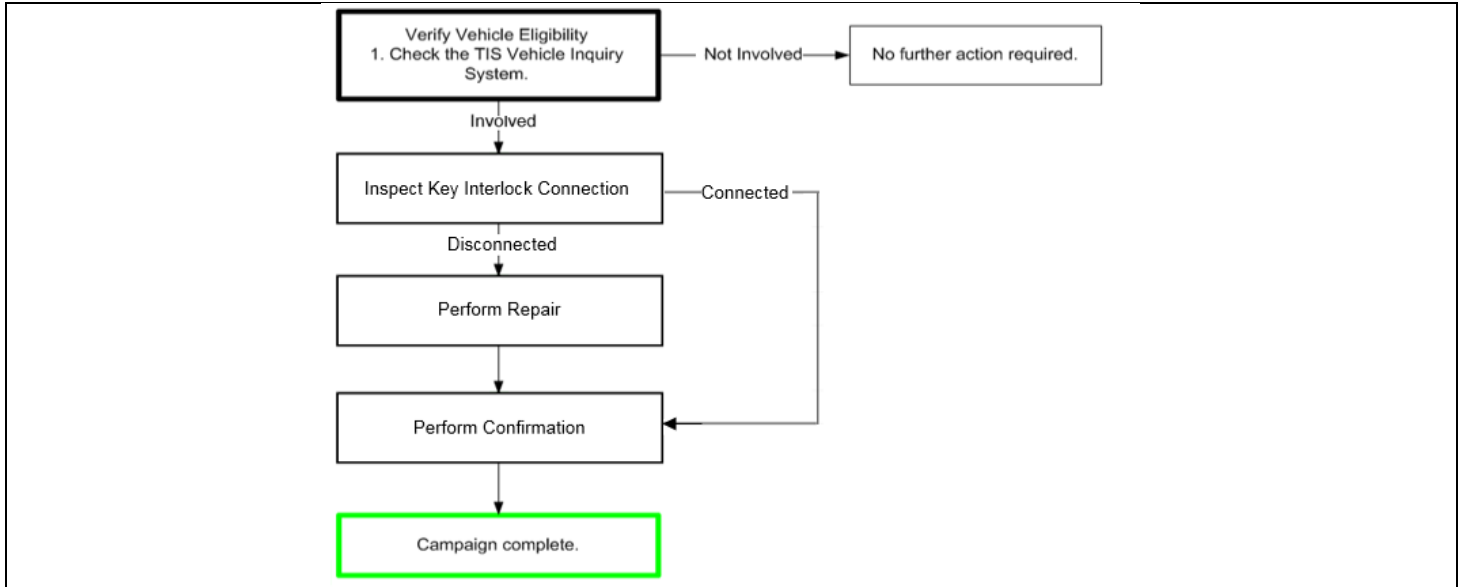 Verify Vehicle Eligibility
1. Check the TIS Vehicle Inquiry
System.
Not Involved
No further action required.
Involved
Inspect Key Interlock Connection
Connected
Disconnected
Perform Repair
Perform Confirmation
Campaign complete.